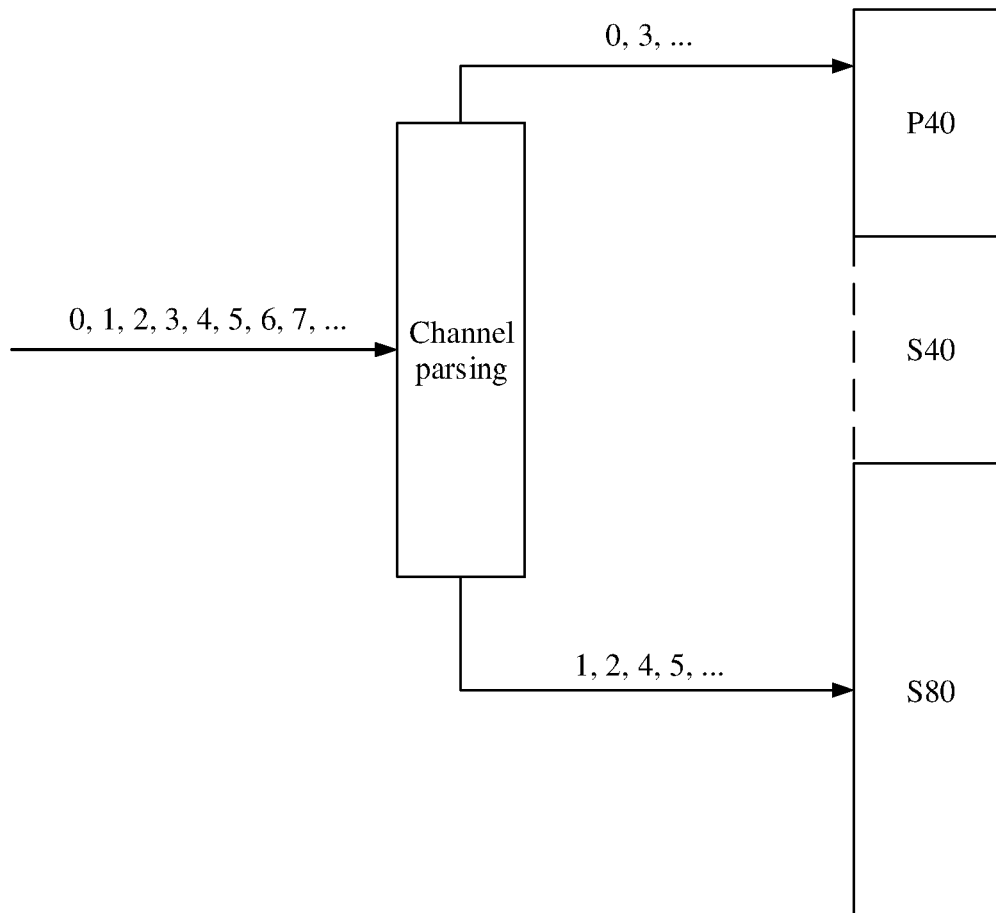 0, 3, ...
P40
0, 1, 2, 3, 4, 5, 6, 7, ...
Channel
parsing
S40
1, 2, 4, 5, ...
S80